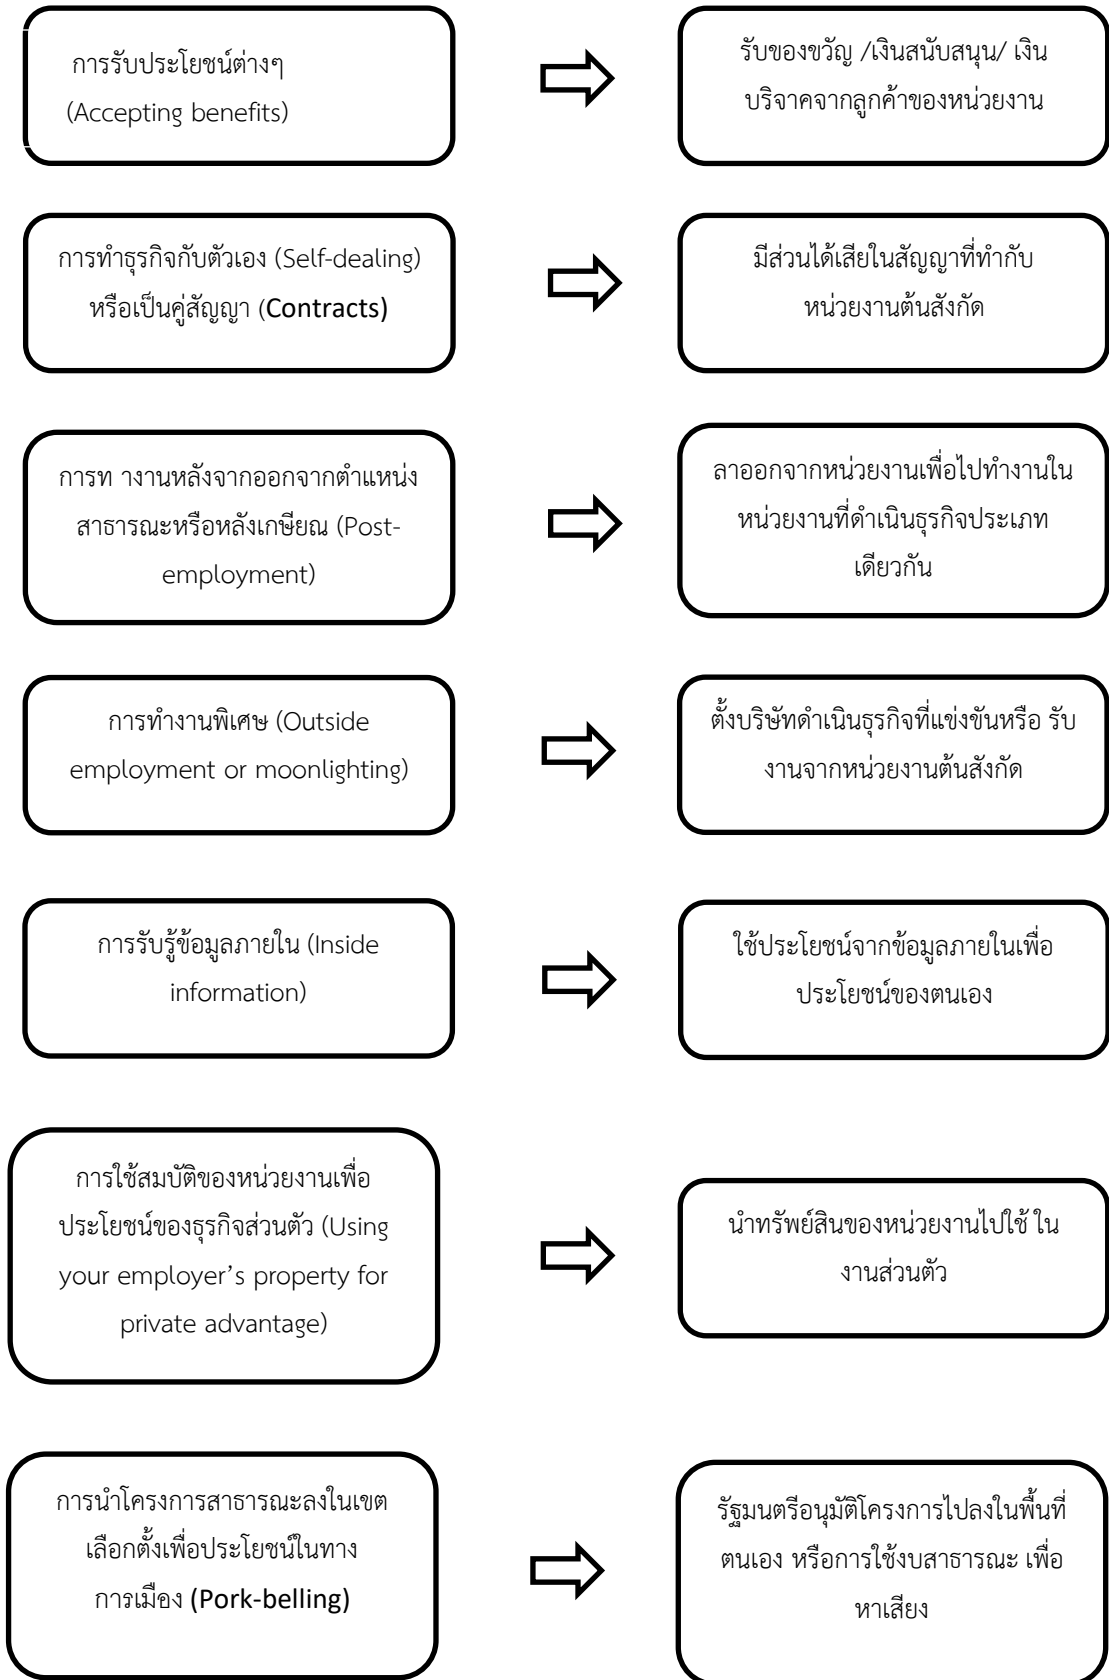 การรับประโยชน์ต่างๆ
(Accepting benefits)
รับของขวัญ /เงินสนับสนุน/ เงิน
บริจาคจากลูกค้าของหน่วยงาน
การทำธุรกิจกับตัวเอง (Self-dealing)
หรือเป็นคู่สัญญา (Contracts)
มีส่วนได้เสียในสัญญาที่ทำกับ
หน่วยงานต้นสังกัด
การท างานหลังจากออกจากตำแหน่ง
สาธารณะหรือหลังเกษียณ (Post-
employment)
ลาออกจากหน่วยงานเพื่อไปทำงานใน
หน่วยงานที่ดำเนินธุรกิจประเภท
เดียวกัน
การทำงานพิเศษ (Outside
employment or moonlighting)
ตั้งบริษัทดำเนินธุรกิจที่แข่งขันหรือ รับ
งานจากหน่วยงานต้นสังกัด
การรับรู้ข้อมูลภายใน (Inside
information)
ใช้ประโยชน์จากข้อมูลภายในเพื่อ
ประโยชน์ของตนเอง
การใช้สมบัติของหน่วยงานเพื่อ
ประโยชน์ของธุรกิจส่วนตัว (Using
your employer’s property for
private advantage)
นำทรัพย์สินของหน่วยงานไปใช้ ใน
งานส่วนตัว
การนำโครงการสาธารณะลงในเขต
เลือกตั้งเพื่อประโยชน์ในทาง
การเมือง (Pork-belling)
รัฐมนตรีอนุมัติโครงการไปลงในพื้นที่
ตนเอง หรือการใช้งบสาธารณะ เพื่อ
หาเสียง